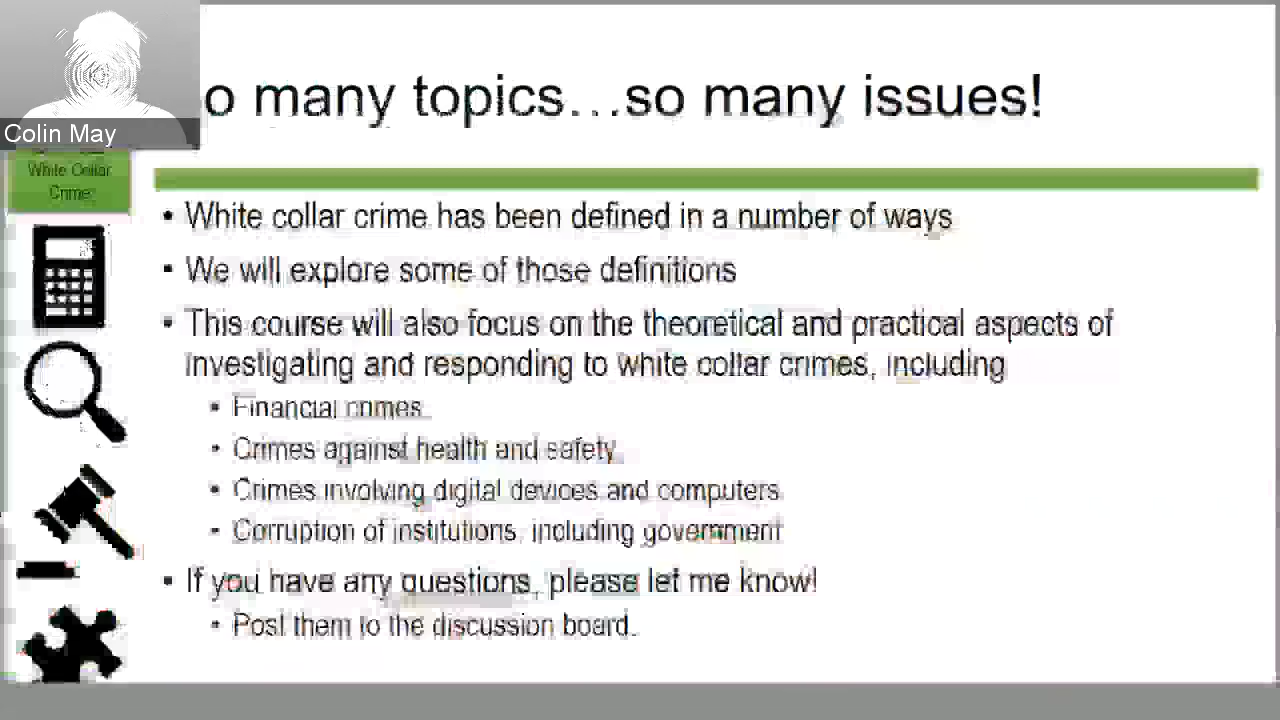 o many topics…so many issues!
Colin May
White Collar
Crime
• White collar crime has been defined in a number of ways
• We will explore some of those definitions
• This course will also focus on the theoretical and practical aspects of
investigating and responding to white collar crimes, including
• Financial crimes
• Crimes against health and safety
• Crimes involving digital devices and computers
• Corruption of institutions, including government
• If you have any questions, please let me know!
• Post them to the discussion board.